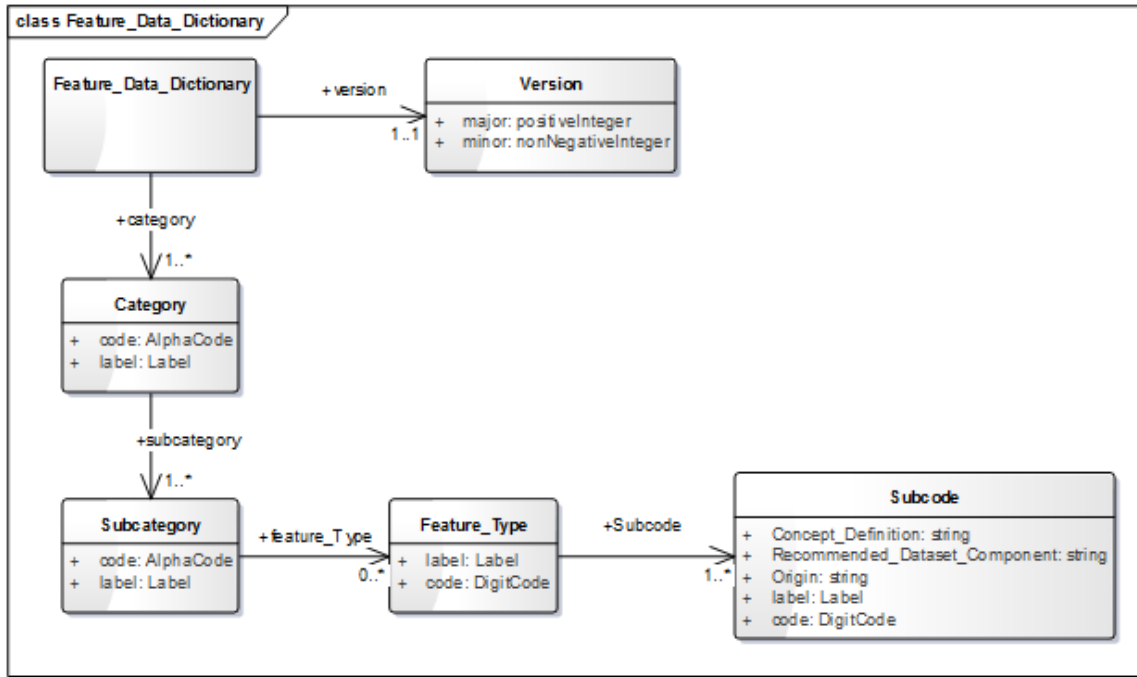 class Feature_Data_Dictionary
Feature_Data_Dictionary
+version
1..1
Version
+ major: positiveInteger
+ minor: nonNegativeInteger
+category
1..*
Category
+ code: AlphaCode
+ label: Label
+subcategory
1..*
Subcategory
+ code: AlphaCode
+ label: Label
+feature_Type
0..*
Feature_Type
+ label: Label
+ code: DigitCode
+Subcode
1..*
Subcode
+ Concept_Definition: string
+ Recommended_Dataset_Component: string
+ Origin: string
+ label: Label
+ code: DigitCode